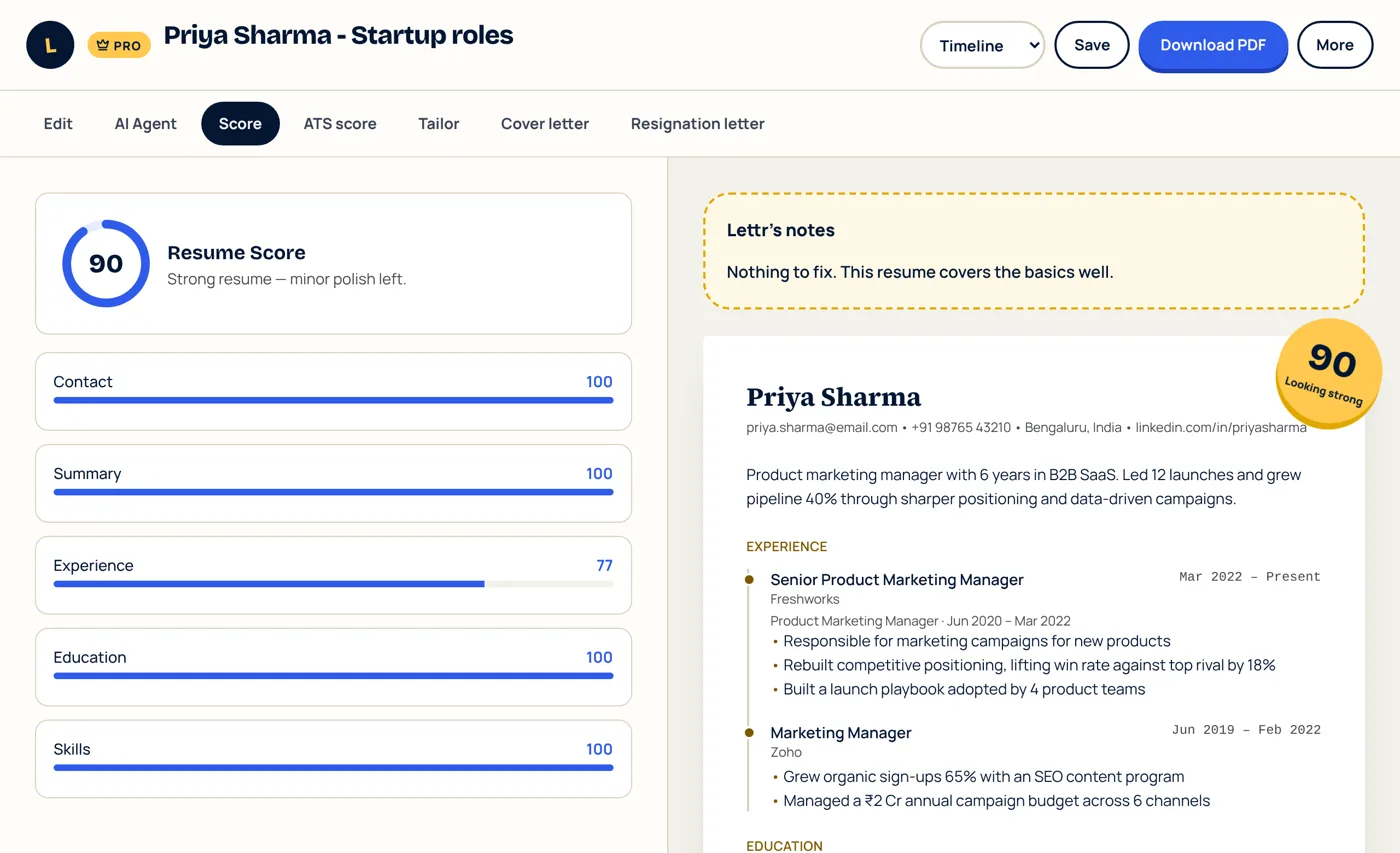 L
PRO
Priya Sharma - Startup roles
Timeline
Save
Download PDF
More
Edit
AI Agent
Score
ATS score
Tailor
Cover letter
Resignation letter
90
Resume Score
Strong resume — minor polish left.
Contact
100
Summary
100
Experience
77
Education
100
Skills
100
Lettr's notes
Nothing to fix. This resume covers the basics well.
90
Looking strong
Priya Sharma
priya.sharma@email.com • +91 98765 43210 • Bengaluru, India • linkedin.com/in/priyasharma
Product marketing manager with 6 years in B2B SaaS. Led 12 launches and grew
pipeline 40% through sharper positioning and data-driven campaigns.
EXPERIENCE
Senior Product Marketing Manager
Mar 2022 – Present
Freshworks
Product Marketing Manager · Jun 2020 – Mar 2022
• Responsible for marketing campaigns for new products
• Rebuilt competitive positioning, lifting win rate against top rival by 18%
• Built a launch playbook adopted by 4 product teams
Marketing Manager
Jun 2019 – Feb 2022
Zoho
• Grew organic sign-ups 65% with an SEO content program
• Managed a ₹2 Cr annual campaign budget across 6 channels
EDUCATION